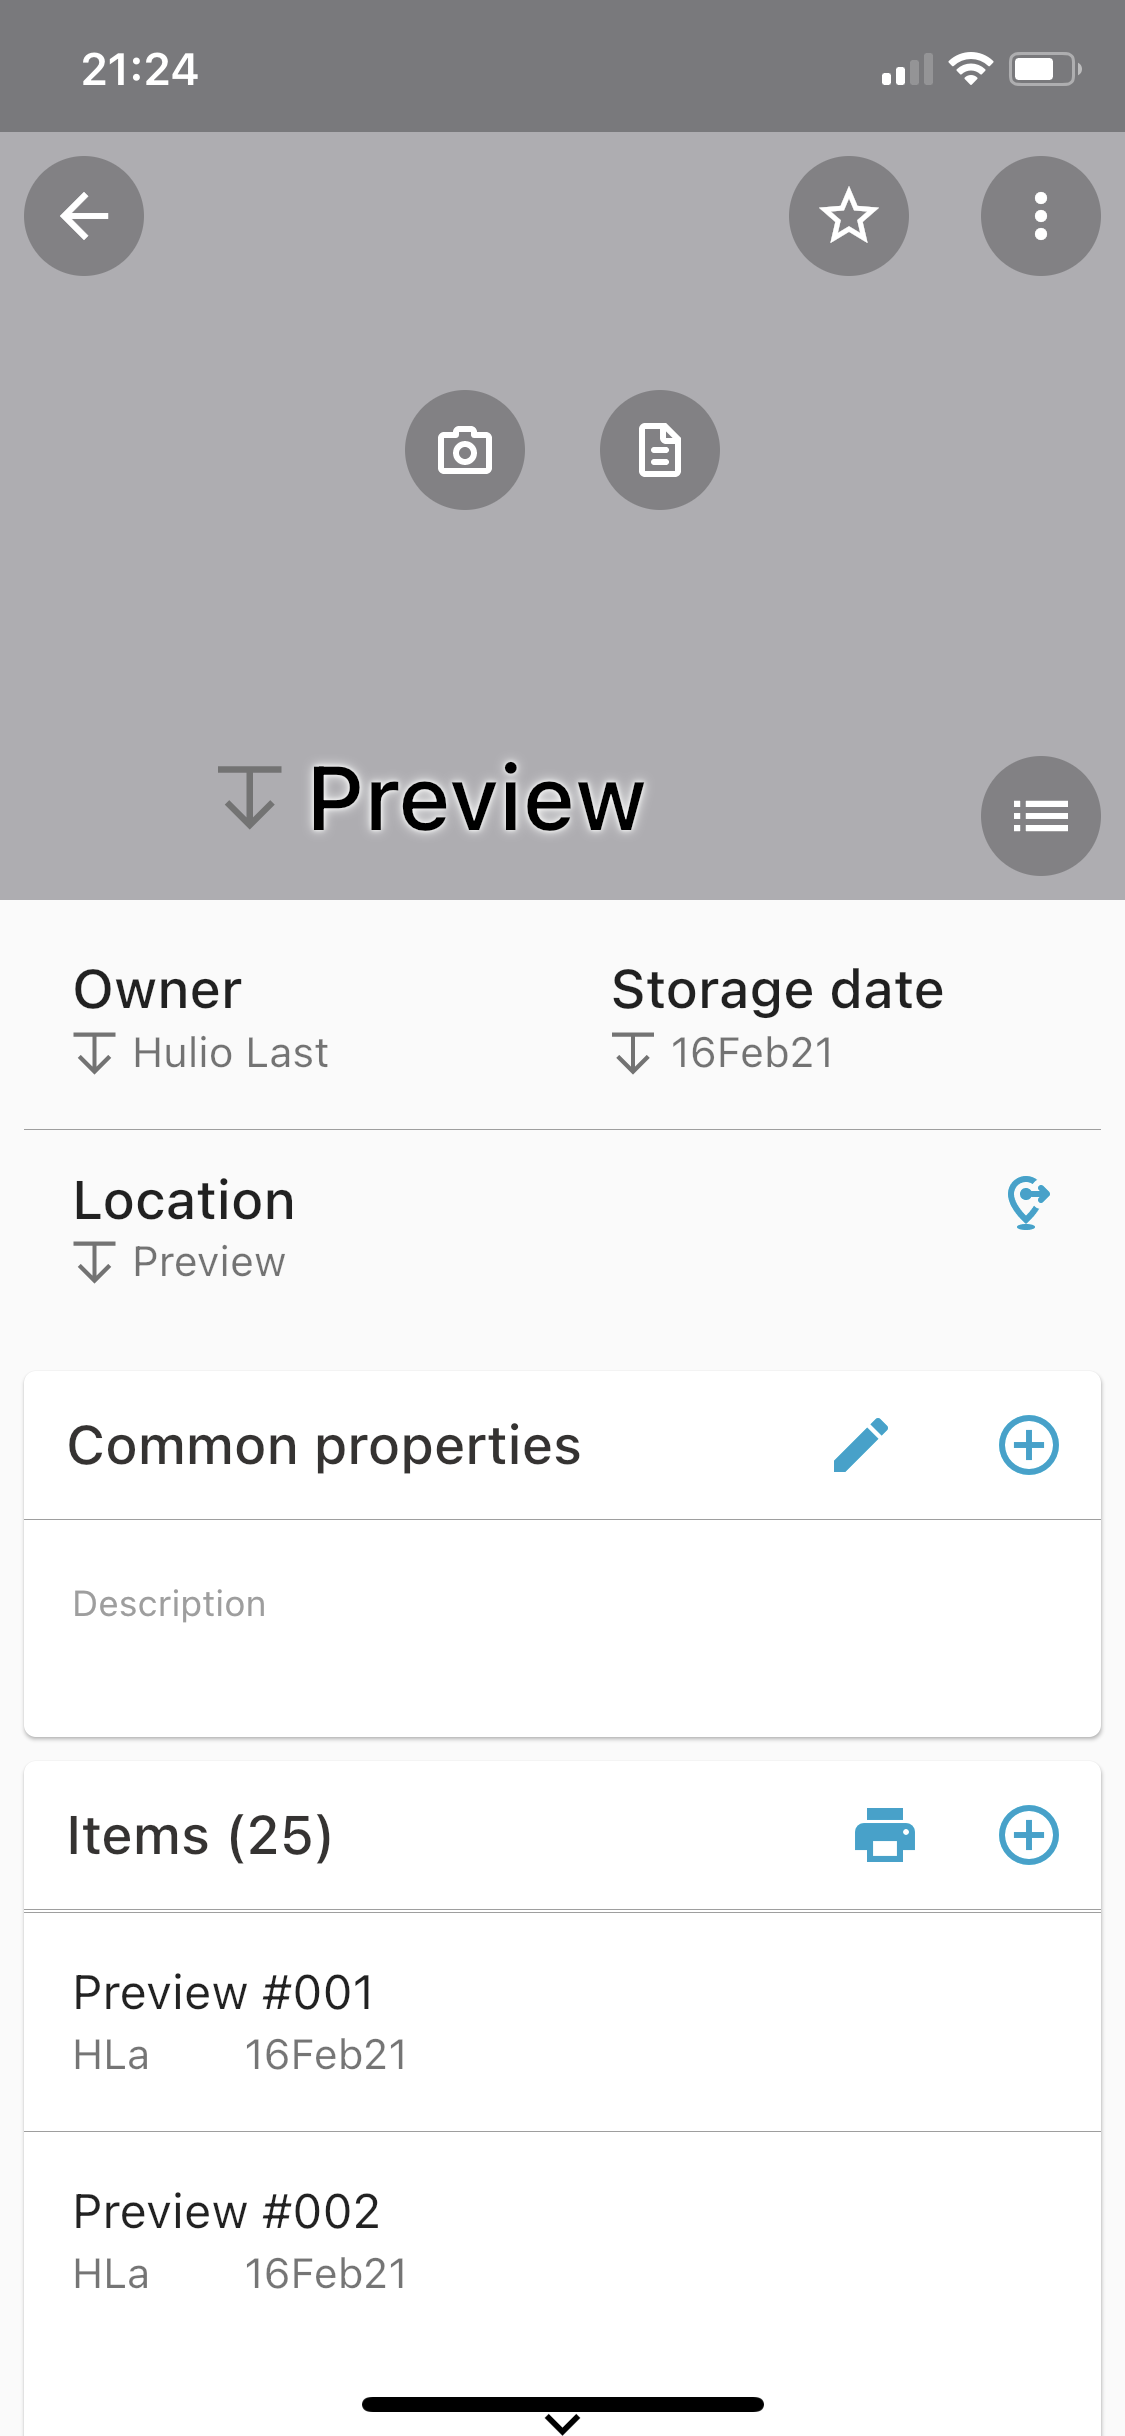 21:24
Preview
Owner
Hulio Last
Storage date
16Feb21
Location
Preview
Common properties
Description
Items (25)
Preview #001
HLa 16Feb21
Preview #002
HLa 16Feb21